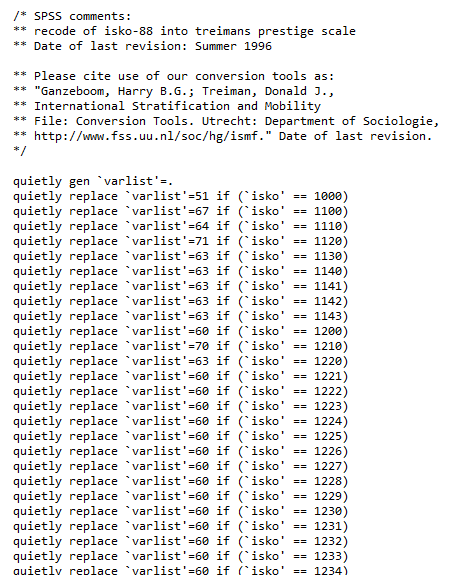 /* SPSS comments:
** recode of isko-88 into treimans prestige scale
** Date of last revision: Summer 1996
** Please cite use of our conversion tools as:
** "Ganzeboom, Harry B.G.; Treiman, Donald J.,
** International Stratification and Mobility
** File: Conversion Tools. Utrecht: Department of Sociologie,
** http://www.fss.uu.nl/soc/hg/ismf." Date of last revision.
*/
quietly gen `varlist'=.
quietly replace `varlist'=51 if (`isko' == 1000)
quietly replace `varlist'=67 if (`isko' == 1100)
quietly replace `varlist'=64 if (`isko' == 1110)
quietly replace `varlist'=71 if (`isko' == 1120)
quietly replace `varlist'=63 if (`isko' == 1130)
quietly replace `varlist'=63 if (`isko' == 1140)
quietly replace `varlist'=63 if (`isko' == 1141)
quietly replace `varlist'=63 if (`isko' == 1142)
quietly replace `varlist'=63 if (`isko' == 1143)
quietly replace `varlist'=60 if (`isko' == 1200)
quietly replace `varlist'=70 if (`isko' == 1210)
quietly replace `varlist'=63 if (`isko' == 1220)
quietly replace `varlist'=60 if (`isko' == 1221)
quietly replace `varlist'=60 if (`isko' == 1222)
quietly replace `varlist'=60 if (`isko' == 1223)
quietly replace `varlist'=60 if (`isko' == 1224)
quietly replace `varlist'=60 if (`isko' == 1225)
quietly replace `varlist'=60 if (`isko' == 1226)
quietly replace `varlist'=60 if (`isko' == 1227)
quietly replace `varlist'=60 if (`isko' == 1228)
quietly replace `varlist'=60 if (`isko' == 1229)
quietly replace `varlist'=60 if (`isko' == 1230)
quietly replace `varlist'=60 if (`isko' == 1231)
quietly replace `varlist'=60 if (`isko' == 1232)
quietly replace `varlist'=60 if (`isko' == 1233)
quietly replace `varlist'=60 if (`isko' == 1234)